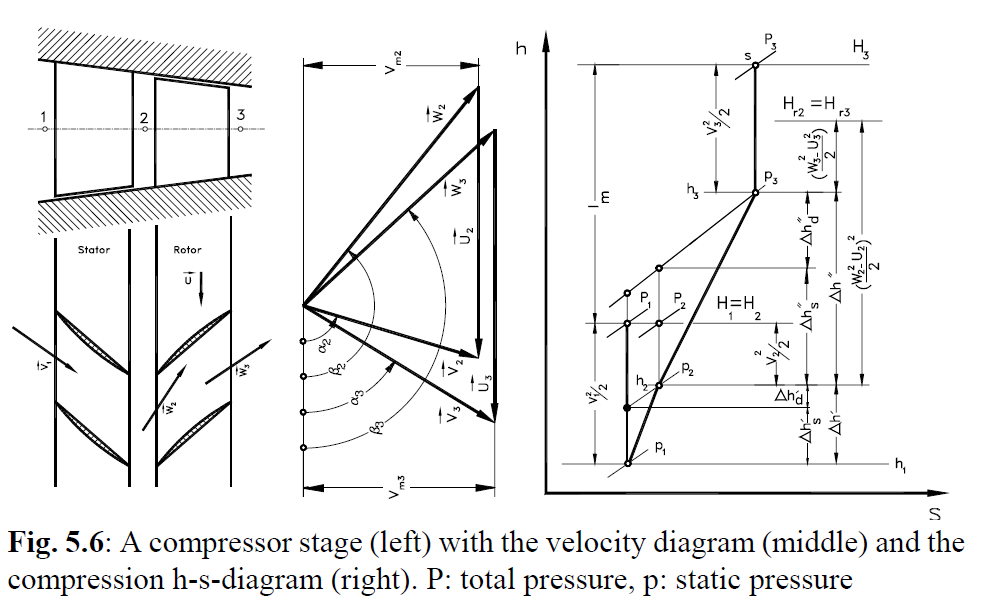 1
2
3
Stator
Rotor
U
V1
W2
W3
Vm2
W2
W3
U2
α2
β2
α3
β3
V2
U3
V3
Vm3
h
S
P3
s
H3
Hr2=Hr3
V3²/2
(W3²-U3²)/2
h3
p3
lm
Δh''d
P1
P2
H1=H2
Δh''s
Δh''
(W2²-U2²)/2
V2²/2
h2
p2
V1²/2
Δh'd
Δh's
Δh'
p1
h1
Fig. 5.6: A compressor stage (left) with the velocity diagram (middle) and the
compression h-s-diagram (right). P: total pressure, p: static pressure